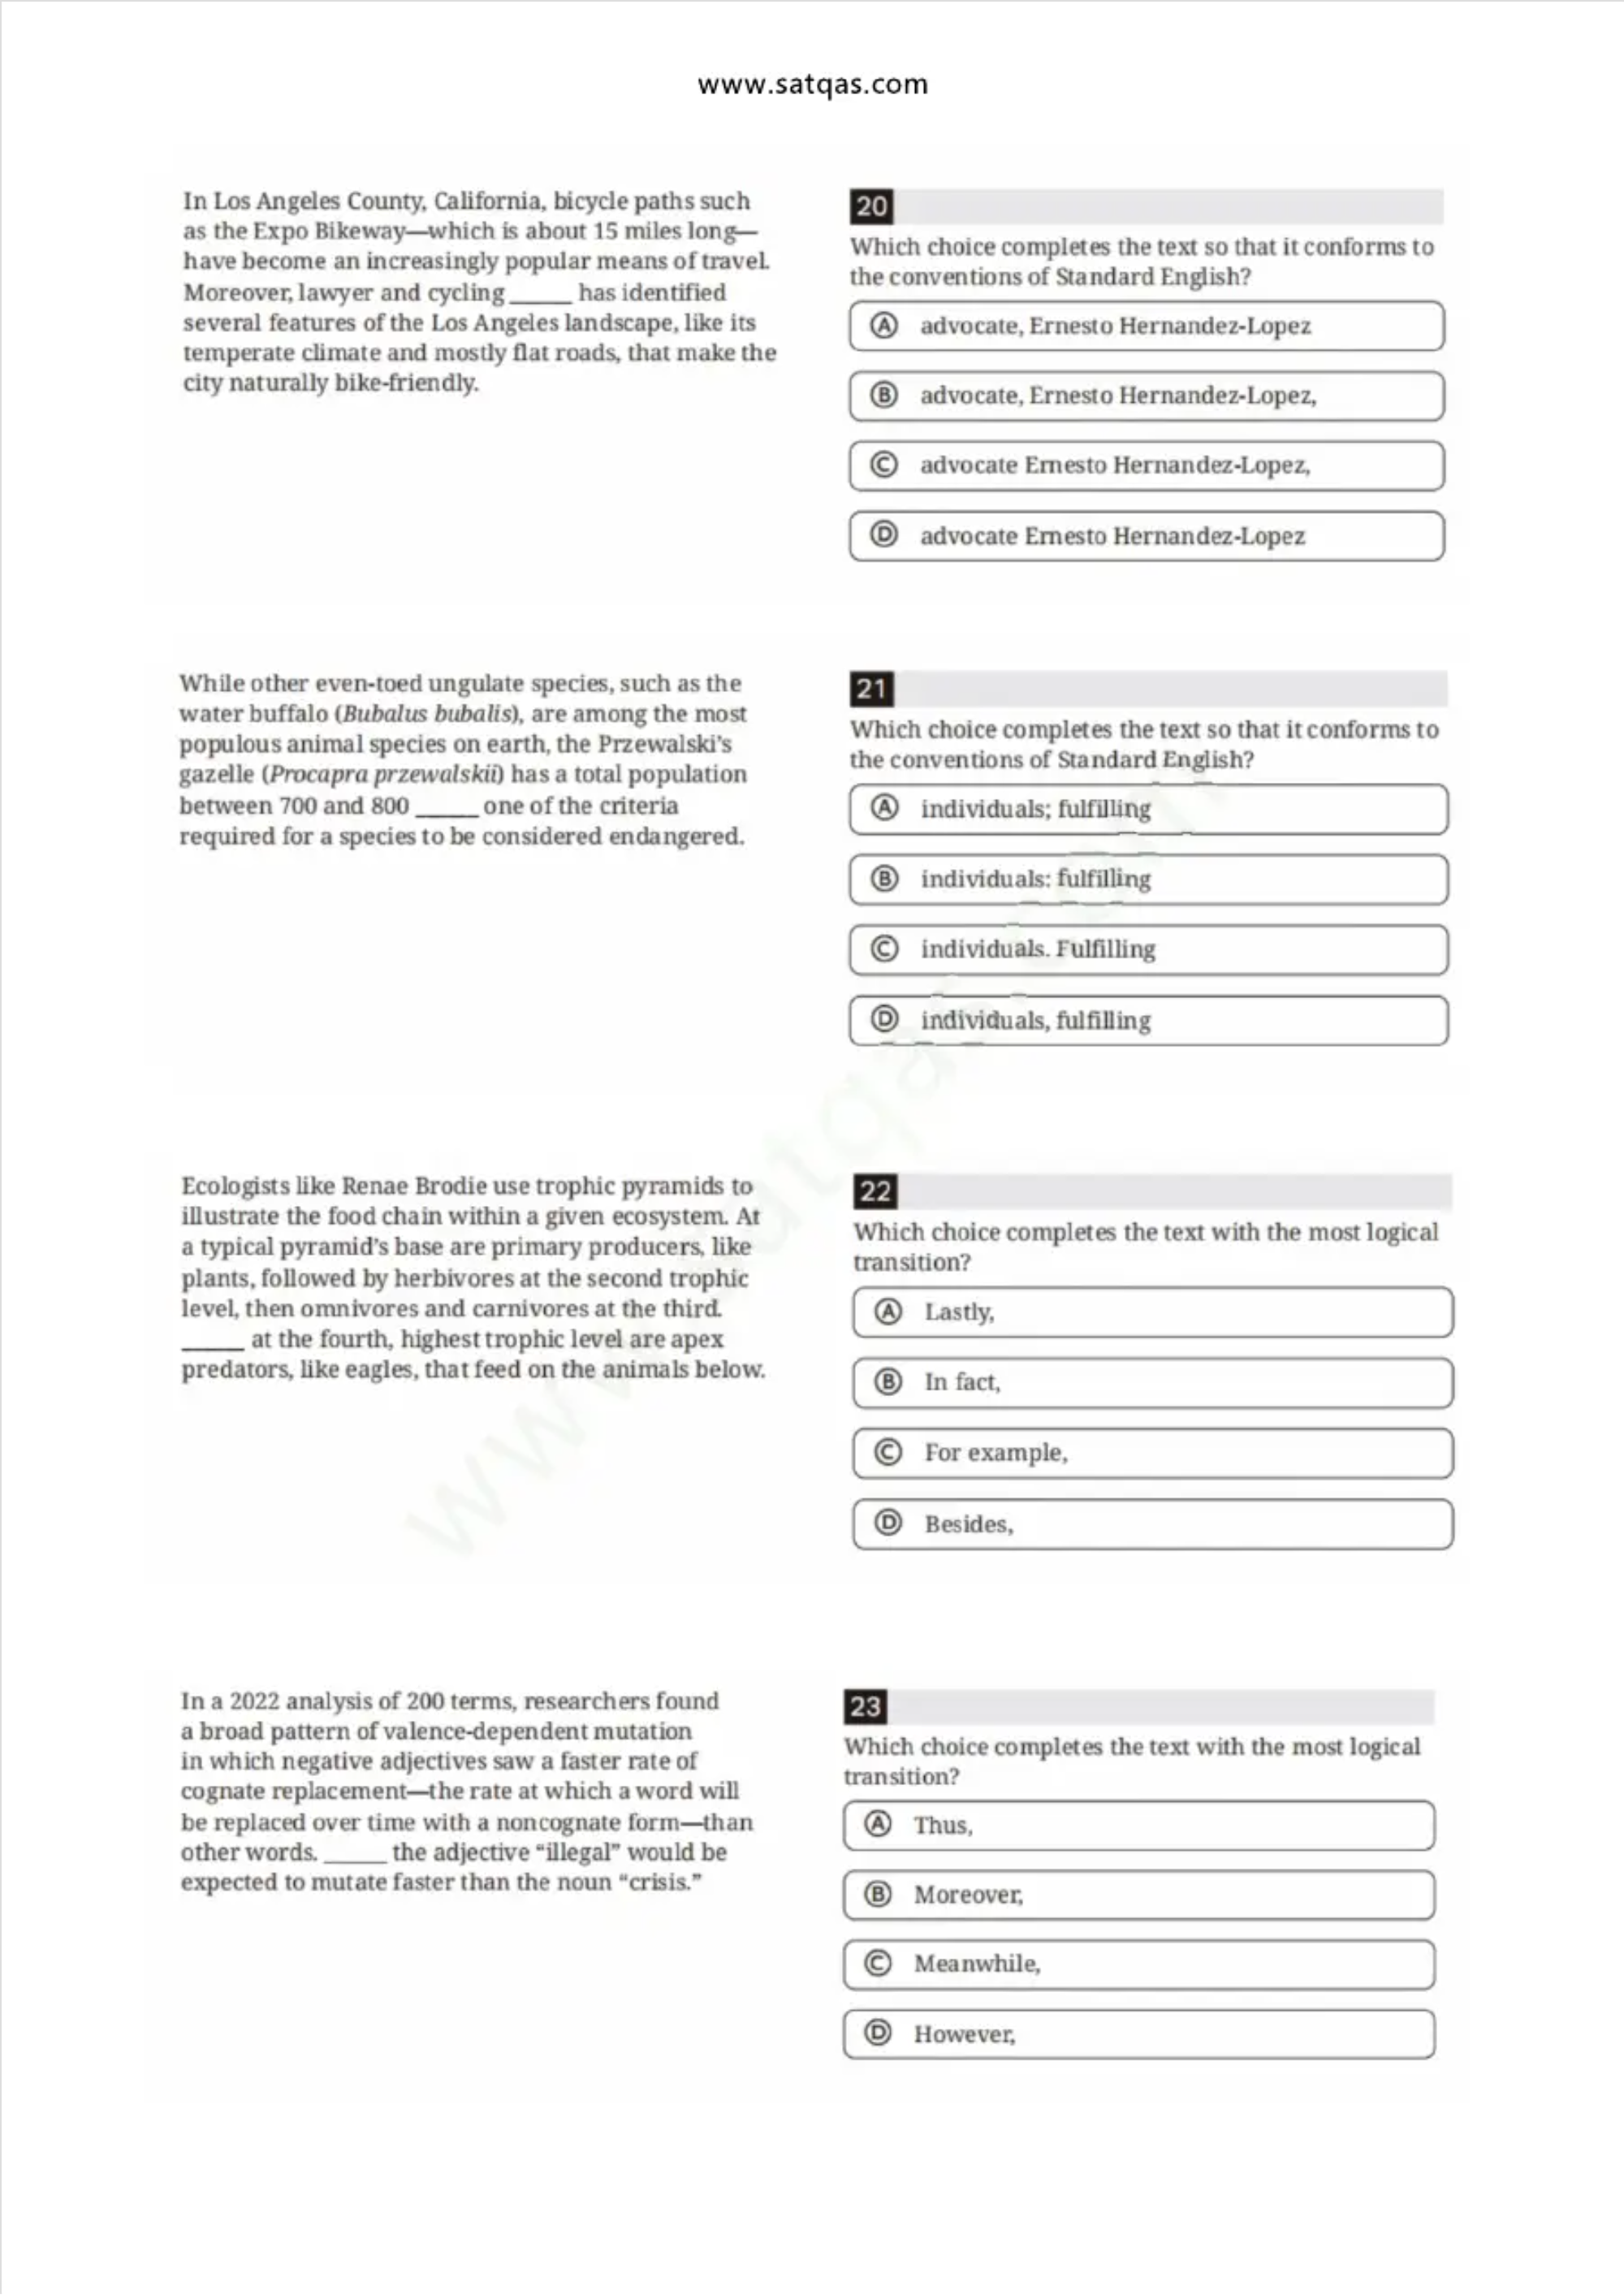 www.satqas.com
In Los Angeles County, California, bicycle paths such
as the Expo Bikeway—which is about 15 miles long—
have become an increasingly popular means of travel.
Moreover, lawyer and cycling _____ has identified
several features of the Los Angeles landscape, like its
temperate climate and mostly flat roads, that make the
city naturally bike-friendly.
20
Which choice completes the text so that it conforms to
the conventions of Standard English?
A advocate, Ernesto Hernandez-Lopez
B advocate, Ernesto Hernandez-Lopez,
C advocate Ernesto Hernandez-Lopez,
D advocate Ernesto Hernandez-Lopez
While other even-toed ungulate species, such as the
water buffalo (Bubalus bubalis), are among the most
populous animal species on earth, the Przewalski’s
gazelle (Procapra przewalskii) has a total population
between 700 and 800 _____ one of the criteria
required for a species to be considered endangered.
21
Which choice completes the text so that it conforms to
the conventions of Standard English?
A individuals; fulfilling
B individuals: fulfilling
C individuals. Fulfilling
D individuals, fulfilling
Ecologists like Renae Brodie use trophic pyramids to
illustrate the food chain within a given ecosystem. At
a typical pyramid’s base are primary producers, like
plants, followed by herbivores at the second trophic
level, then omnivores and carnivores at the third.
_____ at the fourth, highest trophic level are apex
predators, like eagles, that feed on the animals below.
22
Which choice completes the text with the most logical
transition?
A Lastly,
B In fact,
C For example,
D Besides,
In a 2022 analysis of 200 terms, researchers found
a broad pattern of valence-dependent mutation
in which negative adjectives saw a faster rate of
cognate replacement—the rate at which a word will
be replaced over time with a noncognate form—than
other words. _____ the adjective “illegal” would be
expected to mutate faster than the noun “crisis.”
23
Which choice completes the text with the most logical
transition?
A Thus,
B Moreover,
C Meanwhile,
D However,
www.satqas.com